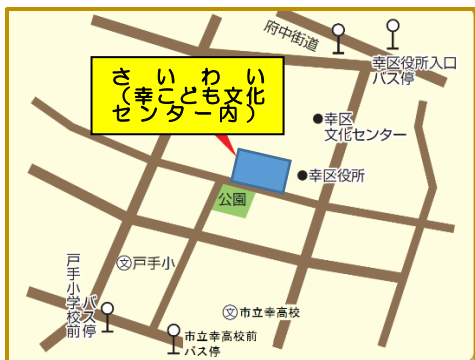 府中街道
幸区役所入口
バス停
さいわい
（幸こども文化
センター内）
幸区
文化センター
幸区役所
公園
文戸手小
戸手小学校前
バス停
文市立幸高校
市立幸高校前
バス停